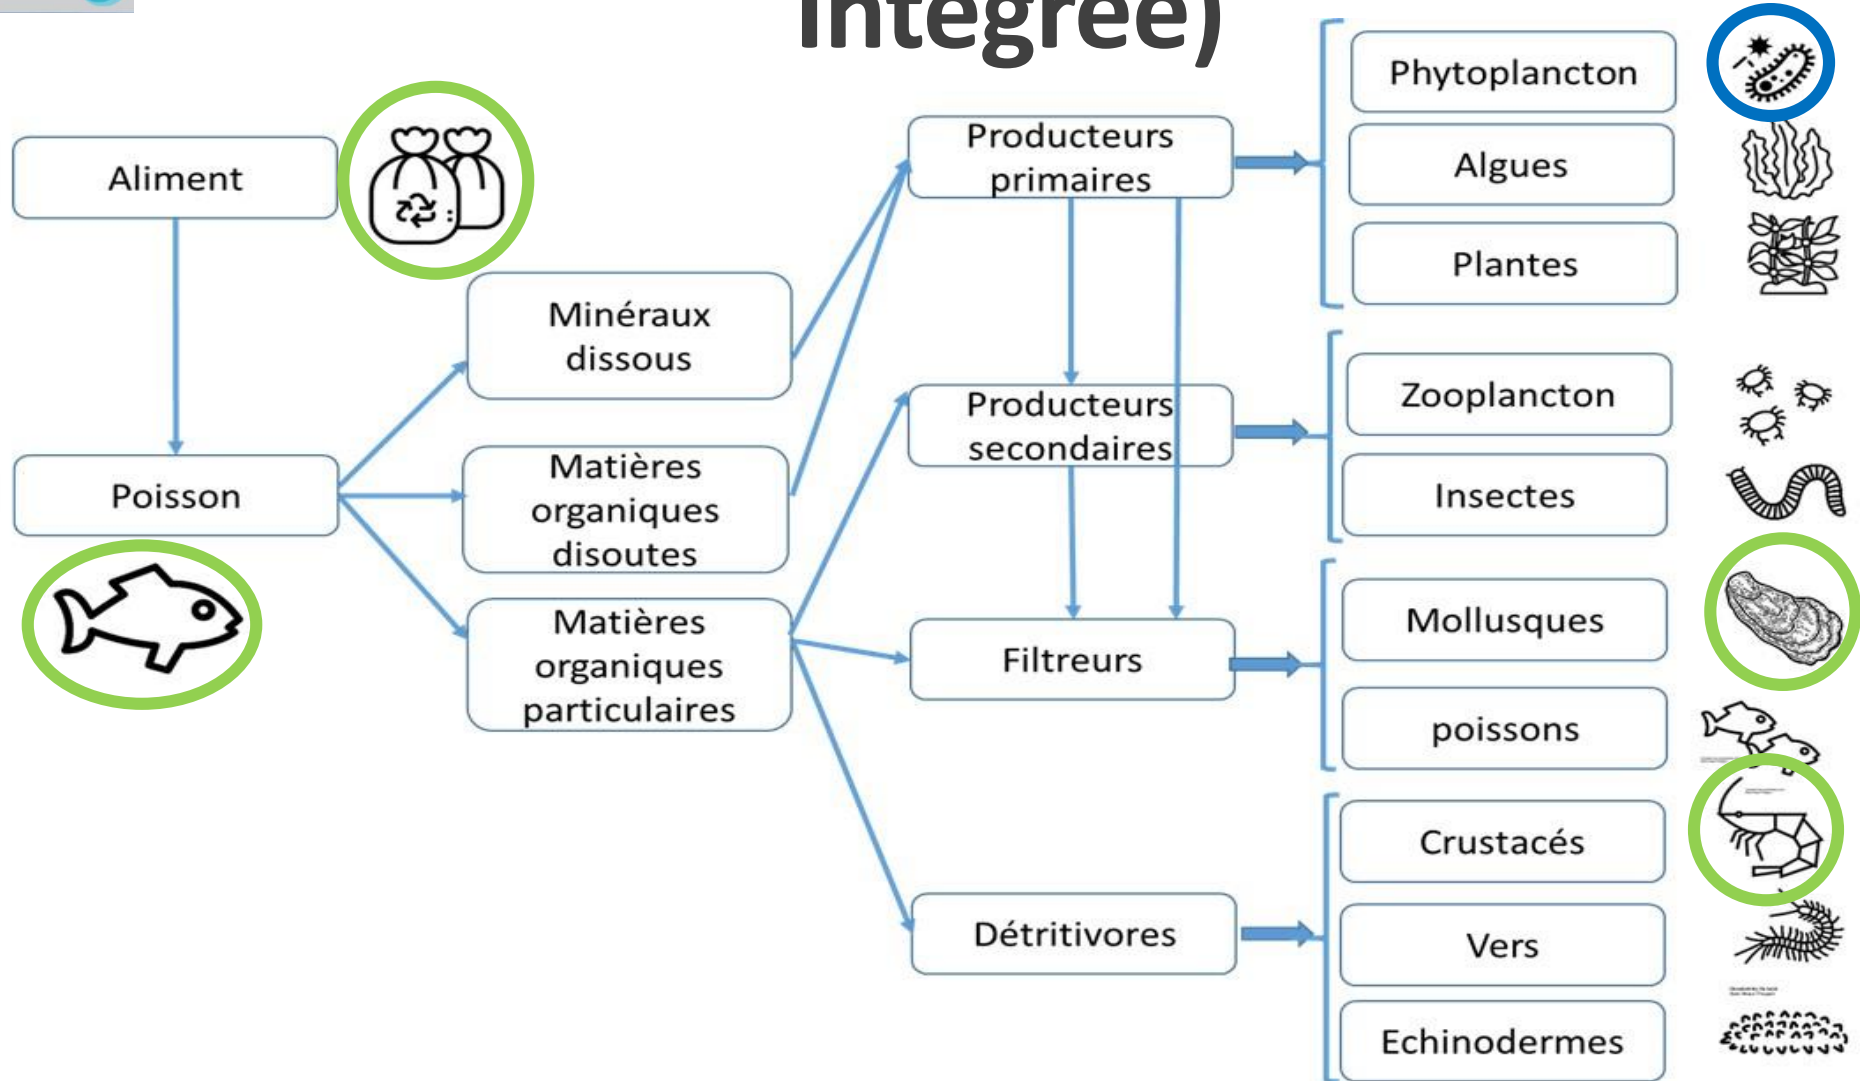 intégrée)
Aliment
Poisson
Minéraux
dissous
Matières
organiques
disoutes
Matières
organiques
particulaires
Producteurs
primaires
Producteurs
secondaires
Filtreurs
Détritivores
Phytoplancton
Algues
Plantes
Zooplancton
Insectes
Mollusques
poissons
Crustacés
Vers
Echinodermes